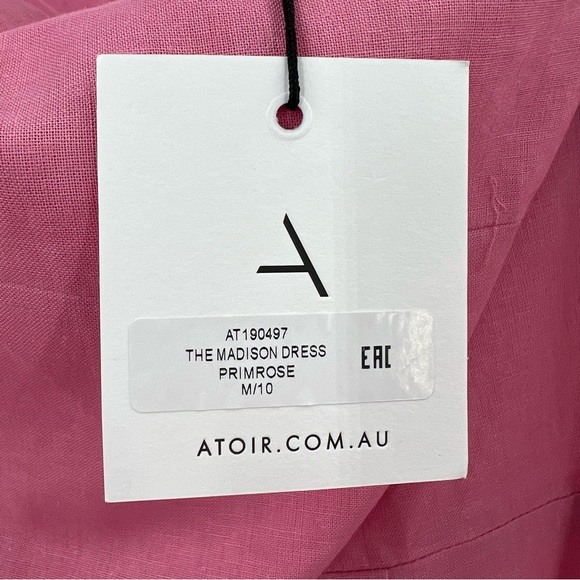 AT190497
THE MADISON DRESS
PRIMROSE
M/10
EAC
ATOIR.COM.AU